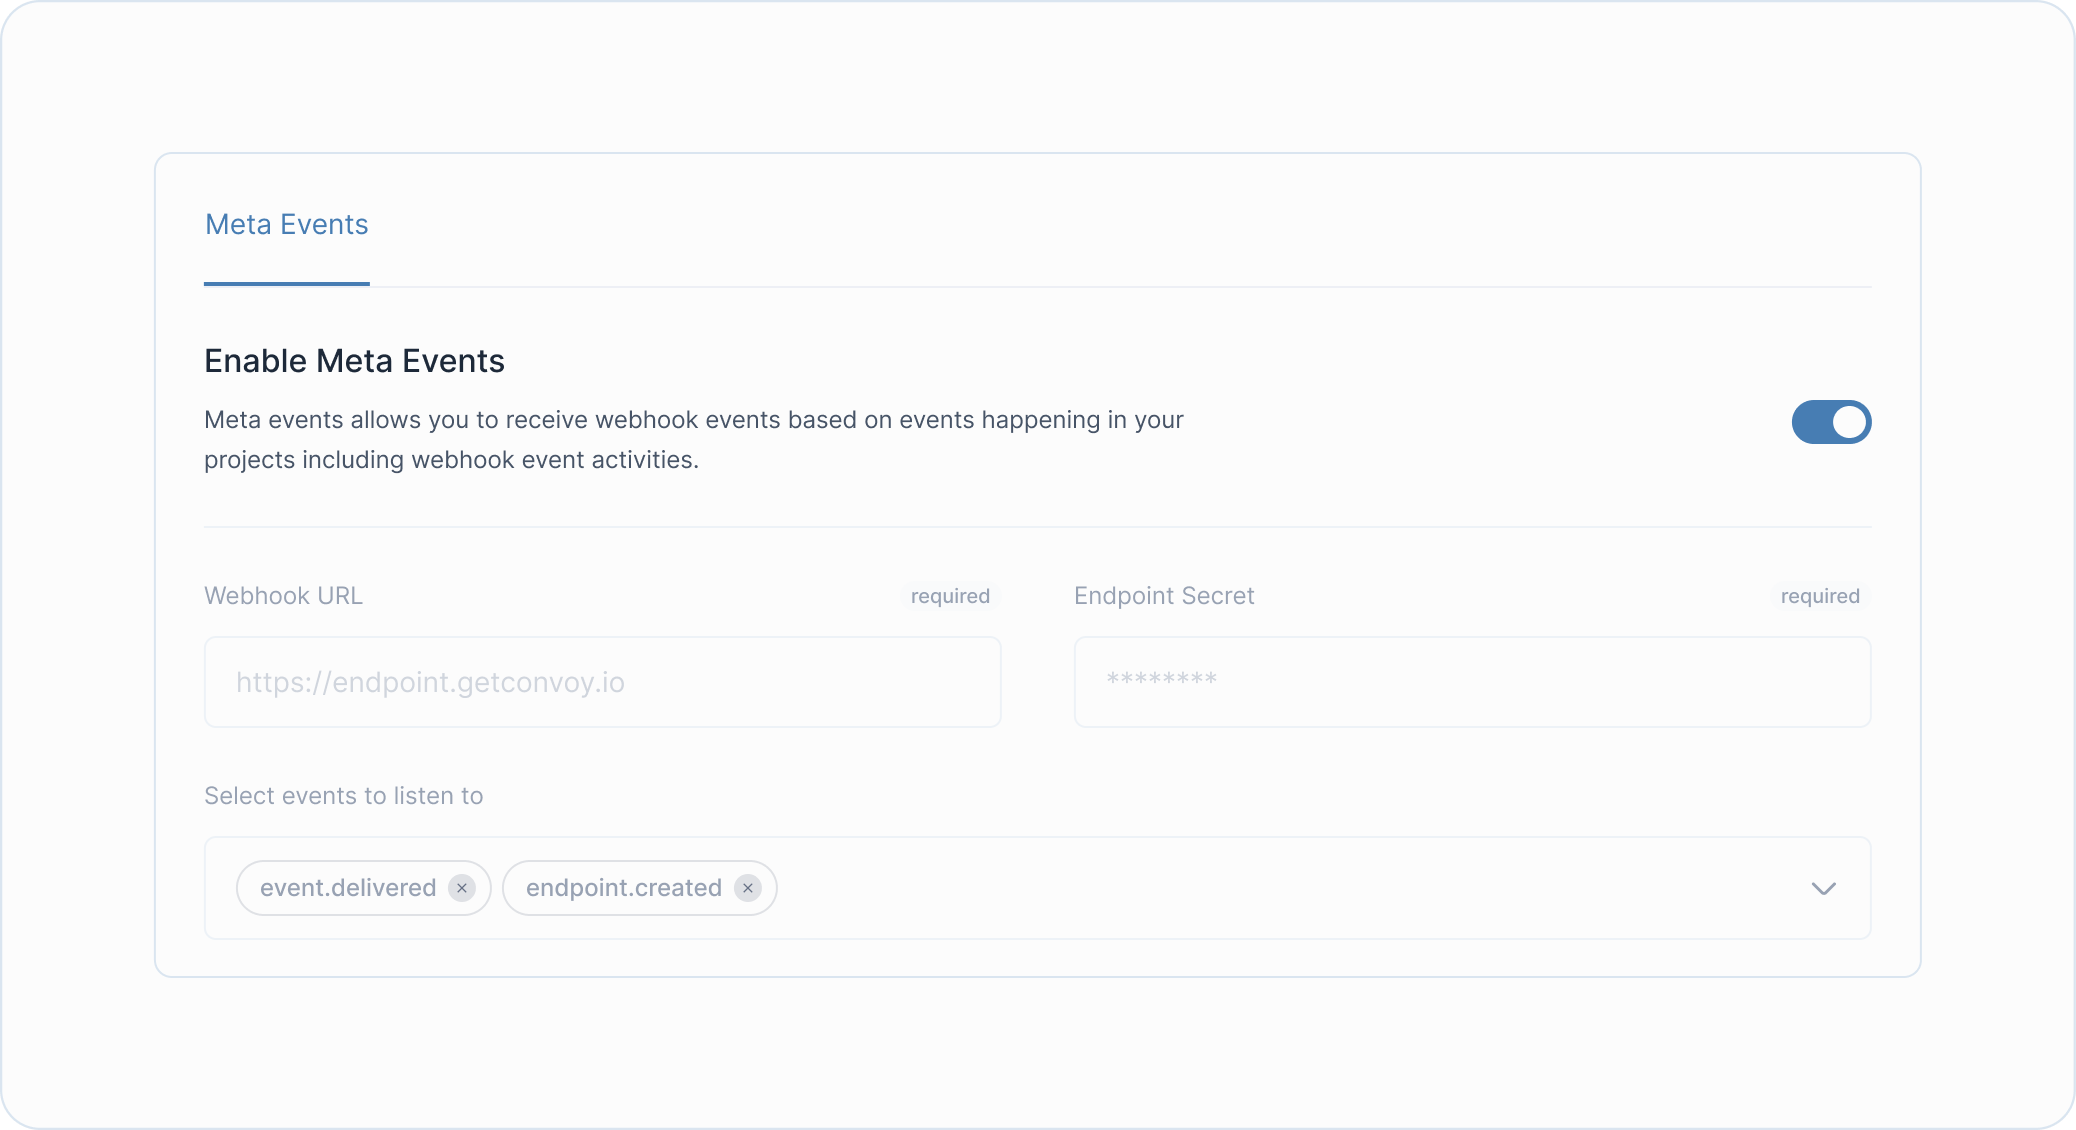 Meta Events
Enable Meta Events
Meta events allows you to receive webhook events based on events happening in your
projects including webhook event activities.
Webhook URL required
Endpoint Secret required
https://endpoint.getconvoy.io
********
Select events to listen to
event.delivered × endpoint.created ×